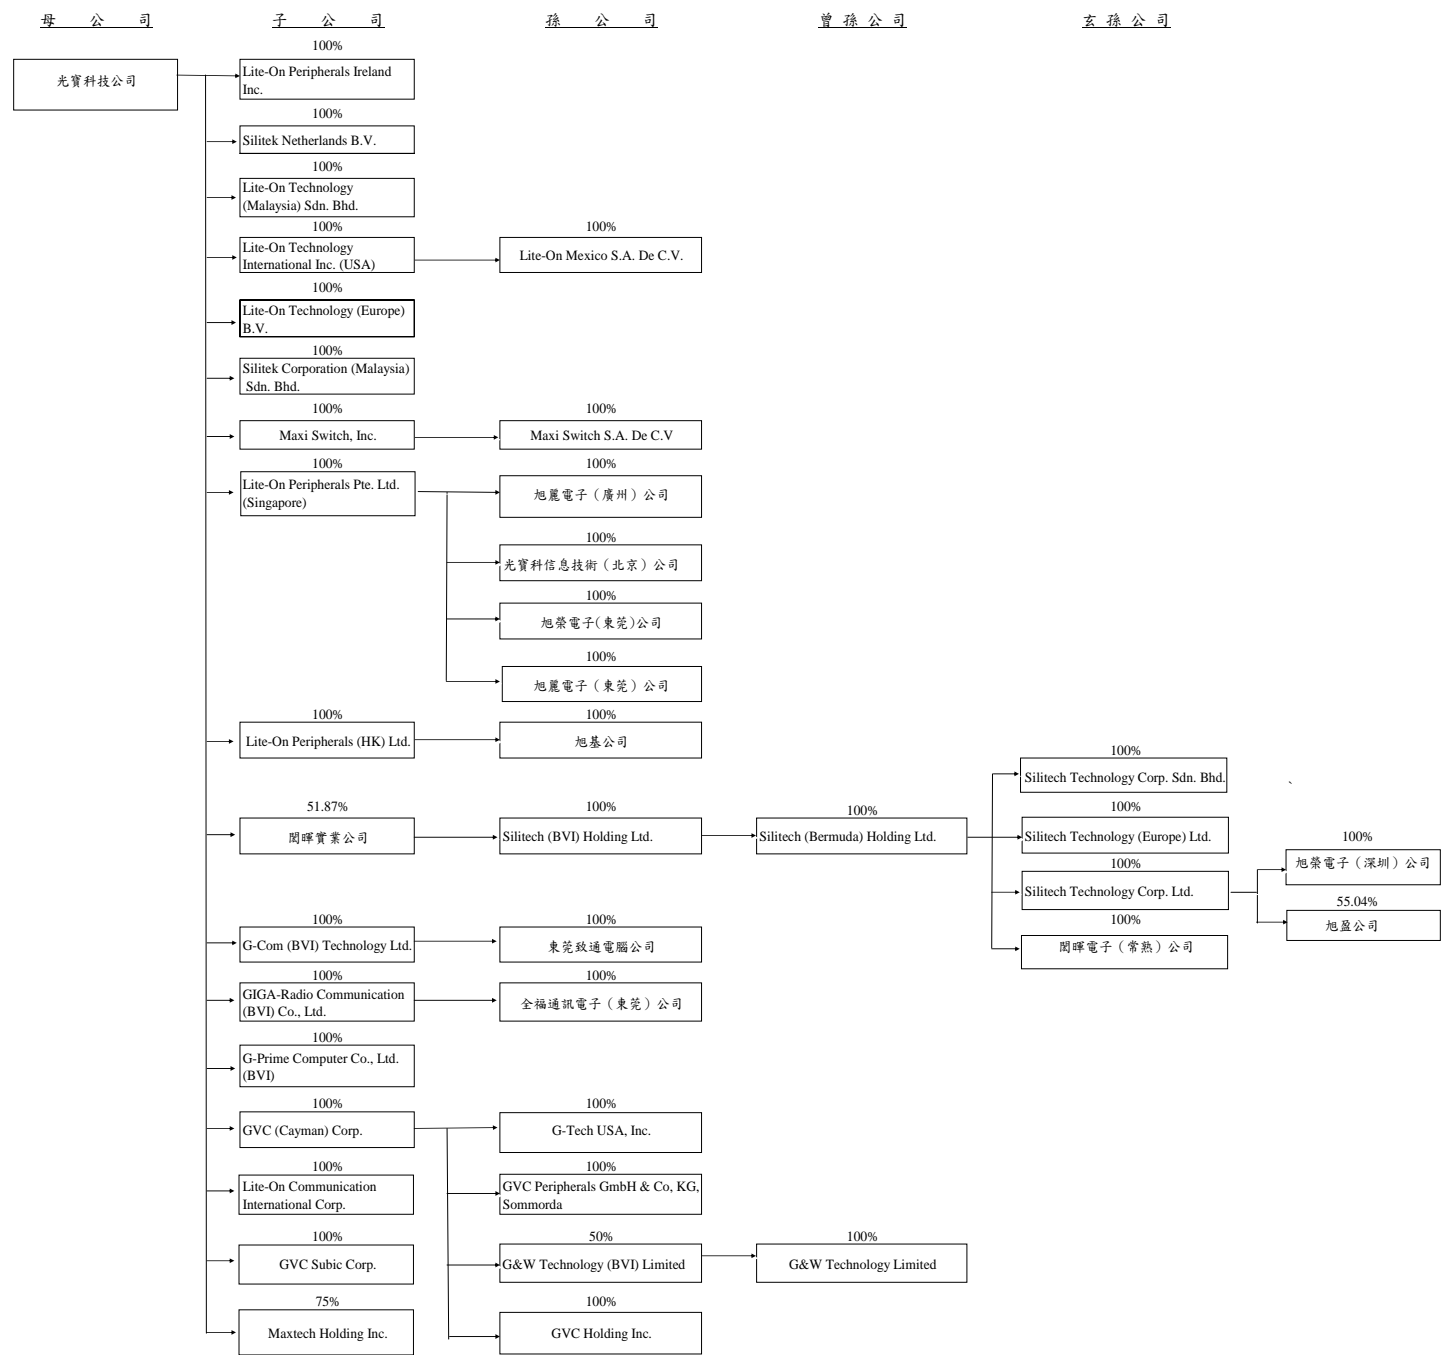 母 公 司
子 公 司
孫 公 司
曾 孫 公 司
玄 孫 公 司
光寶科技公司
100%
Lite-On Peripherals Ireland
Inc.
100%
Silitek Netherlands B.V.
100%
Lite-On Technology
(Malaysia) Sdn. Bhd.
100%
Lite-On Technology
International Inc. (USA)
100%
Lite-On Mexico S.A. De C.V.
100%
Lite-On Technology (Europe)
B.V.
100%
Silitek Corporation (Malaysia)
Sdn. Bhd.
100%
Maxi Switch, Inc.
100%
Maxi Switch S.A. De C.V
100%
Lite-On Peripherals Pte. Ltd.
(Singapore)
100%
旭麗電子（廣州）公司
100%
光寶科信息技術（北京）公司
100%
旭榮電子(東莞)公司
100%
旭麗電子（東莞）公司
100%
Lite-On Peripherals (HK) Ltd.
100%
旭基公司
51.87%
閎暉實業公司
100%
Silitech (BVI) Holding Ltd.
100%
Silitech (Bermuda) Holding Ltd.
100%
Silitech Technology Corp. Sdn. Bhd.
、
100%
Silitech Technology (Europe) Ltd.
100%
Silitech Technology Corp. Ltd.
100%
旭榮電子（深圳）公司
55.04%
旭盈公司
100%
閎暉電子（常熟）公司
100%
G-Com (BVI) Technology Ltd.
100%
東莞致通電腦公司
100%
GIGA-Radio Communication
(BVI) Co., Ltd.
100%
全福通訊電子（東莞）公司
100%
G-Prime Computer Co., Ltd.
(BVI)
100%
GVC (Cayman) Corp.
100%
G-Tech USA, Inc.
100%
Lite-On Communication
International Corp.
100%
GVC Peripherals GmbH & Co, KG,
Sommorda
100%
GVC Subic Corp.
50%
G&W Technology (BVI) Limited
100%
G&W Technology Limited
75%
Maxtech Holding Inc.
100%
GVC Holding Inc.